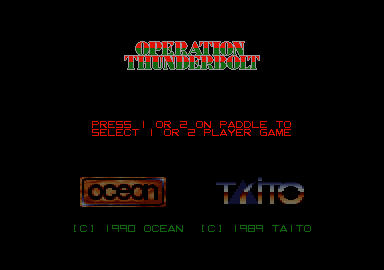 OPERATION
THUNDERBOLT
PRESS 1 OR 2 ON PADDLE TO
SELECT 1 OR 2 PLAYER GAME
ocean TAITO
[C] 1990 OCEAN [C] 1989 TAITO